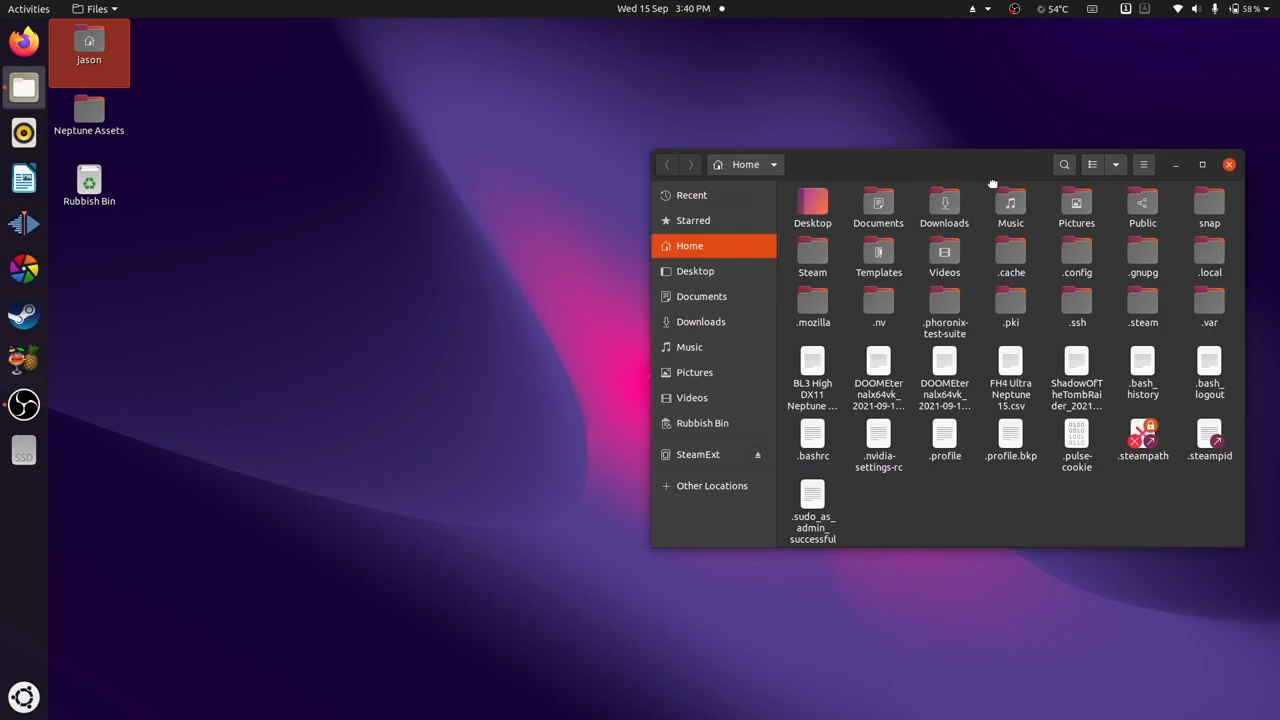 Activities Files Wed 15 Sep 3:40 PM 54°C 1 A 58 %
jason
Neptune Assets
Rubbish Bin
SSD
Home
Recent
Starred
Home
Desktop
Documents
Downloads
Music
Pictures
Videos
Rubbish Bin
SteamExt
Other Locations
Desktop Documents Downloads Music Pictures Public snap
Steam Templates Videos .cache .config .gnupg .local
.mozilla .nv .phoronix- .pki .ssh .steam .var
test-suite
BL3 High DOOMEter DOOMEter FH4 Ultra ShadowOfT .bash_ .bash_
DX11 nalx64vk_ nalx64vk_ Neptune heTombRai history logout
Neptune ... 2021-09-1... 2021-09-1... 15.csv der_2021...
.bashrc .nvidia- .profile .profile.bkp .pulse- .steampath .steampid
settings-rc cookie
.sudo_as_
admin_
successful